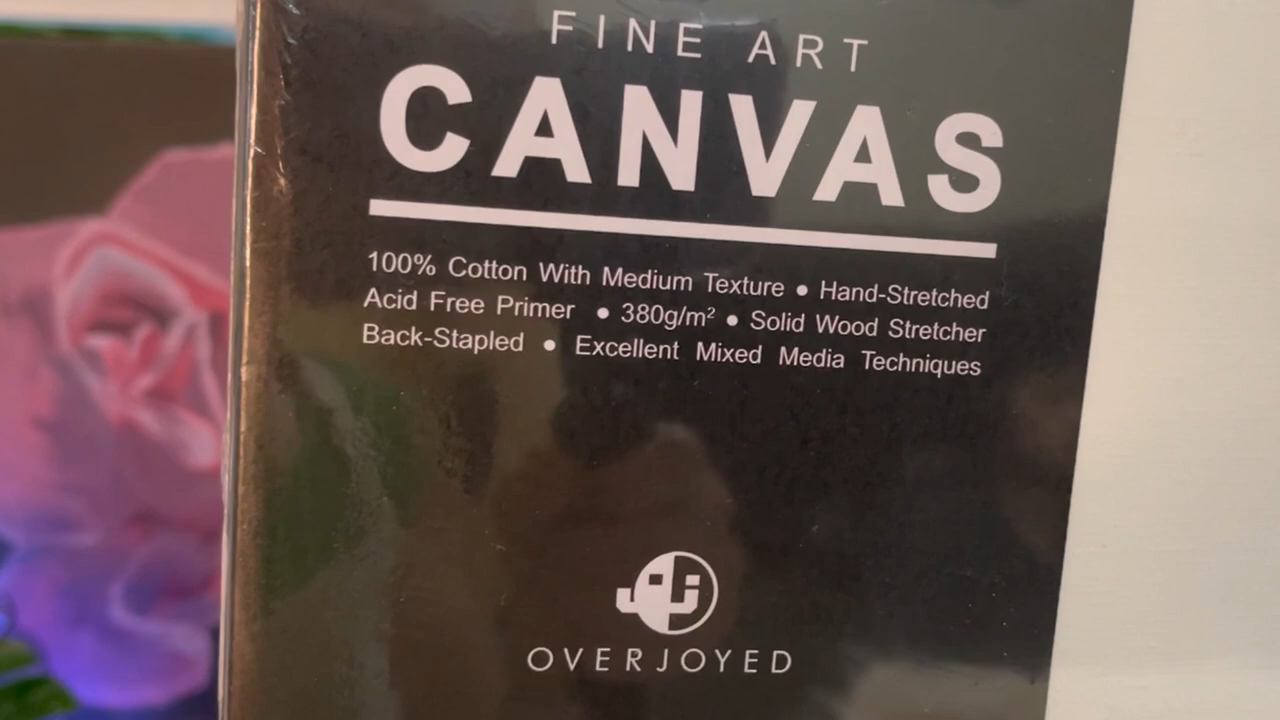 FINE ART
CANVAS
100% Cotton With Medium Texture ● Hand-Stretched
Acid Free Primer ● 380g/m² ● Solid Wood Stretcher
Back-Stapled ● Excellent Mixed Media Techniques
OVERJOYED